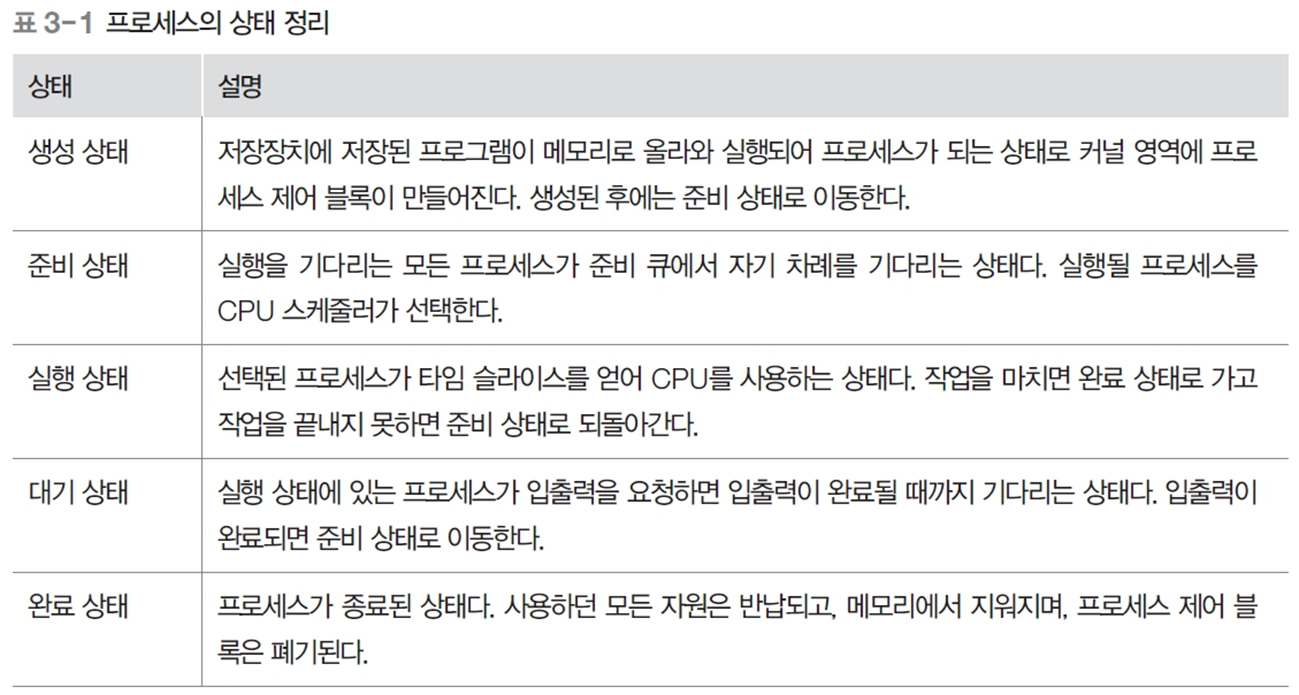 표 3-1 프로세스의 상태 정리
상태 설명
생성 상태 저장장치에 저장된 프로그램이 메모리로 올라와 실행되어 프로세스가 되는 상태로 커널 영역에 프로
세스 제어 블록이 만들어진다. 생성된 후에는 준비 상태로 이동한다.
준비 상태 실행을 기다리는 모든 프로세스가 준비 큐에서 자기 차례를 기다리는 상태다. 실행될 프로세스를
CPU 스케줄러가 선택한다.
실행 상태 선택된 프로세스가 타임 슬라이스를 얻어 CPU를 사용하는 상태다. 작업을 마치면 완료 상태로 가고
작업을 끝내지 못하면 준비 상태로 되돌아간다.
대기 상태 실행 상태에 있는 프로세스가 입출력을 요청하면 입출력이 완료될 때까지 기다리는 상태다. 입출력이
완료되면 준비 상태로 이동한다.
완료 상태 프로세스가 종료된 상태다. 사용하던 모든 자원은 반납되고, 메모리에서 지워지며, 프로세스 제어 블
록은 폐기된다.